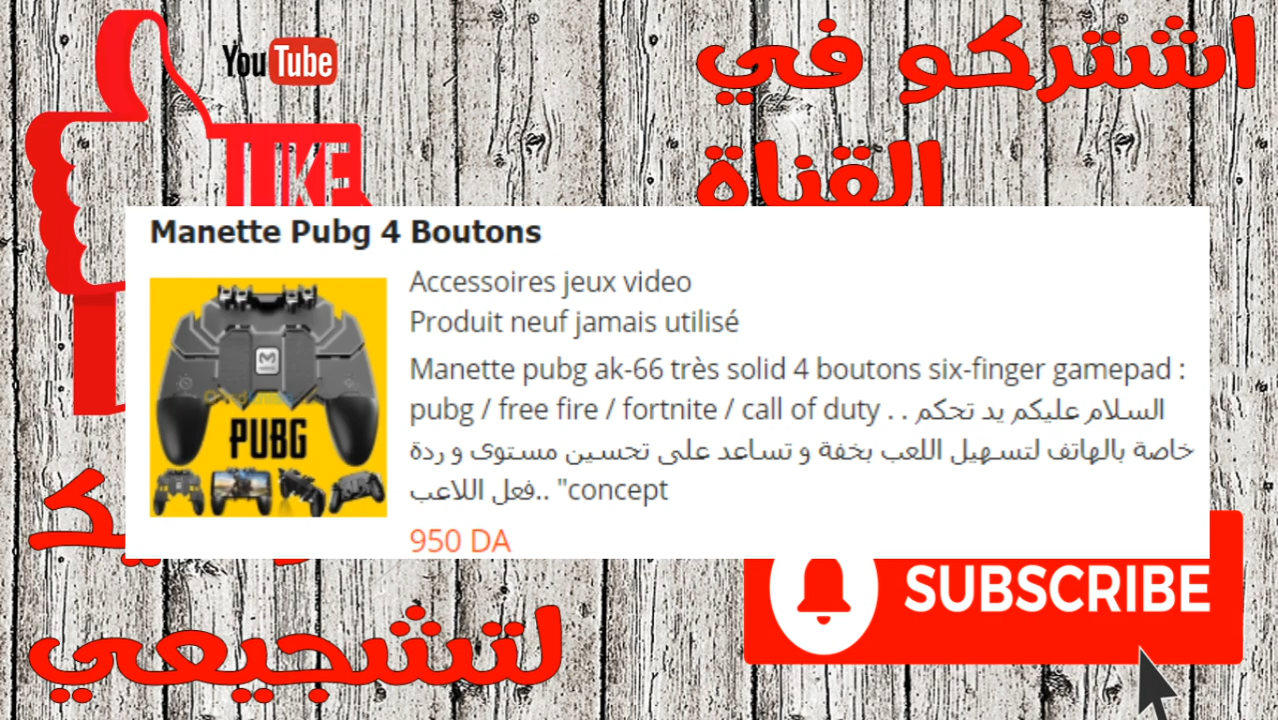 YouTube
اشتركو في
القناة
LIKE
Manette Pubg 4 Boutons
Accessoires jeux video
Produit neuf jamais utilisé
Manette pubg ak-66 très solid 4 boutons six-finger gamepad :
pubg / free fire / fortnite / call of duty . . السلام عليكم يد تحكم
خاصة بالهاتف لتسهيل اللعب بخفة و تساعد على تحسين مستوى و ردة
فعل اللاعب.. "concept
950 DA
PUBG
SUBSCRIBE
لتشجيعي